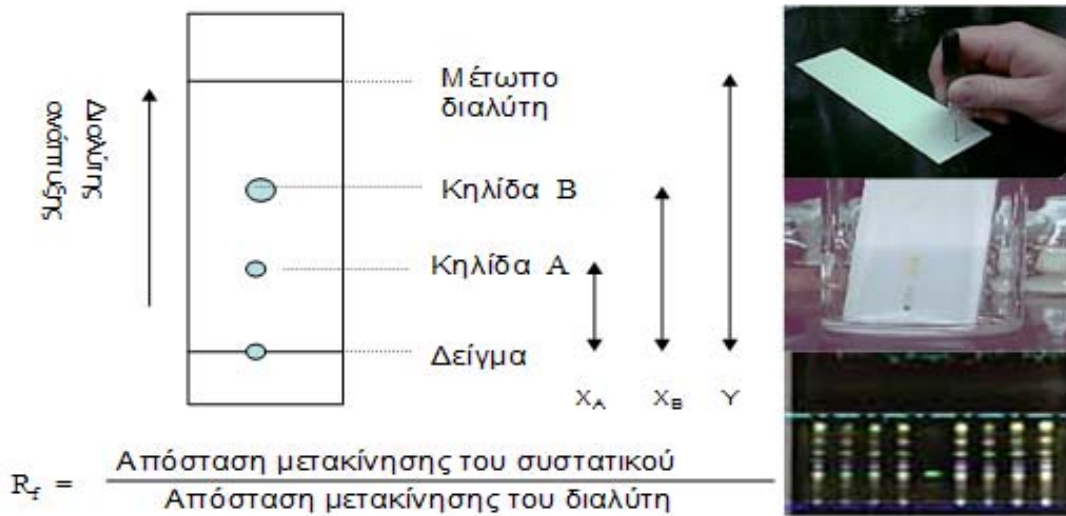 Μέτωπο
διαλύτη
Διαλύτης
ανάπτυξης
Κηλίδα B
Κηλίδα A
Δείγμα
X_A X_B Y
R_f = Απόσταση μετακίνησης του συστατικού
Απόσταση μετακίνησης του διαλύτη